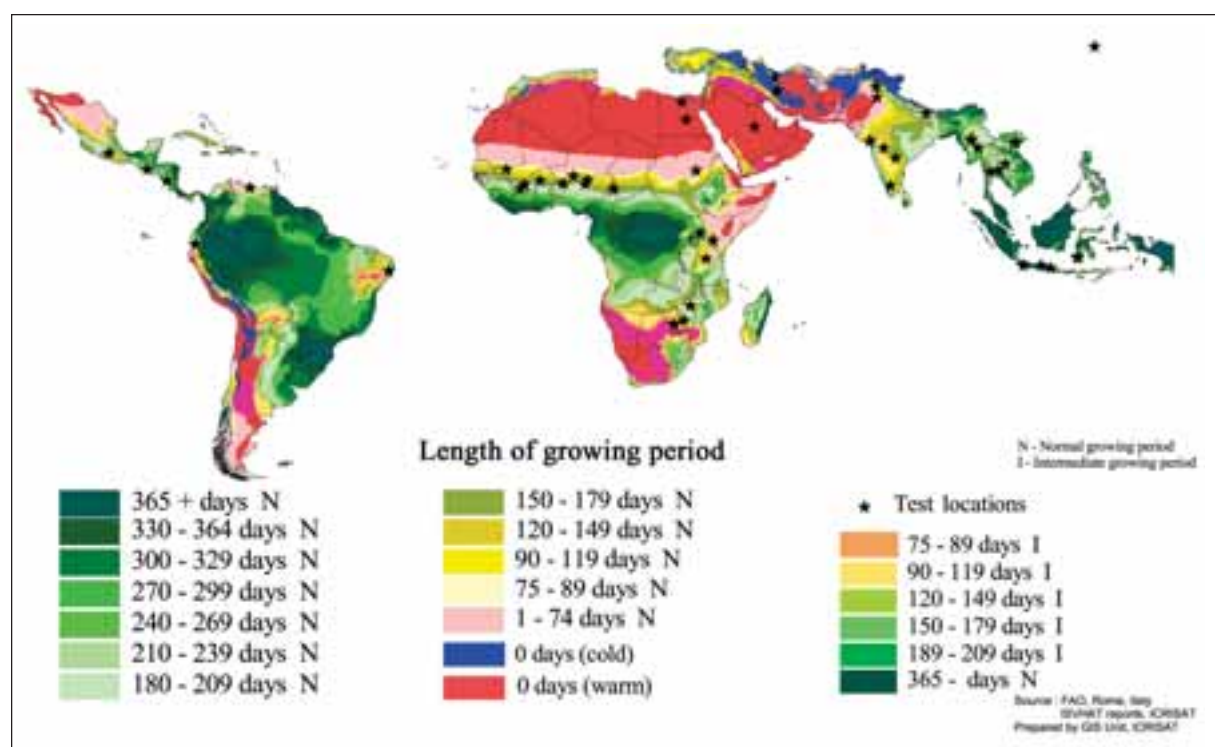 Length of growing period
N - Normal growing period
I - Intermediate growing period
365 + days N
330 - 364 days N
300 - 329 days N
270 - 299 days N
240 - 269 days N
210 - 239 days N
180 - 209 days N
150 - 179 days N
120 - 149 days N
90 - 119 days N
75 - 89 days N
1 - 74 days N
0 days (cold)
0 days (warm)
Test locations
75 - 89 days I
90 - 119 days I
120 - 149 days I
150 - 179 days I
189 - 209 days I
365 - days N
Source : FAO, Rome, Italy
reports, ICRISAT
Prepared by GIS Unit, ICRISAT